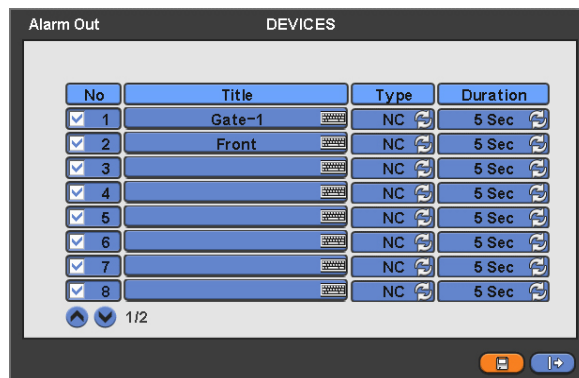 Alarm Out DEVICES
No Title Type Duration
1 Gate-1 NC 5 Sec
2 Front NC 5 Sec
3 NC 5 Sec
4 NC 5 Sec
5 NC 5 Sec
6 NC 5 Sec
7 NC 5 Sec
8 NC 5 Sec
1/2